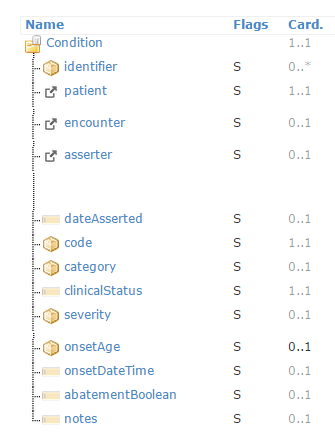 Name Flags Card.
Condition 1..1
identifier S 0..*
patient S 1..1
encounter S 0..1
asserter S 0..1
dateAsserted S 0..1
code S 1..1
category S 0..1
clinicalStatus S 1..1
severity S 0..1
onsetAge S 0..1
onsetDateTime S 0..1
abatementBoolean S 0..1
notes S 0..1